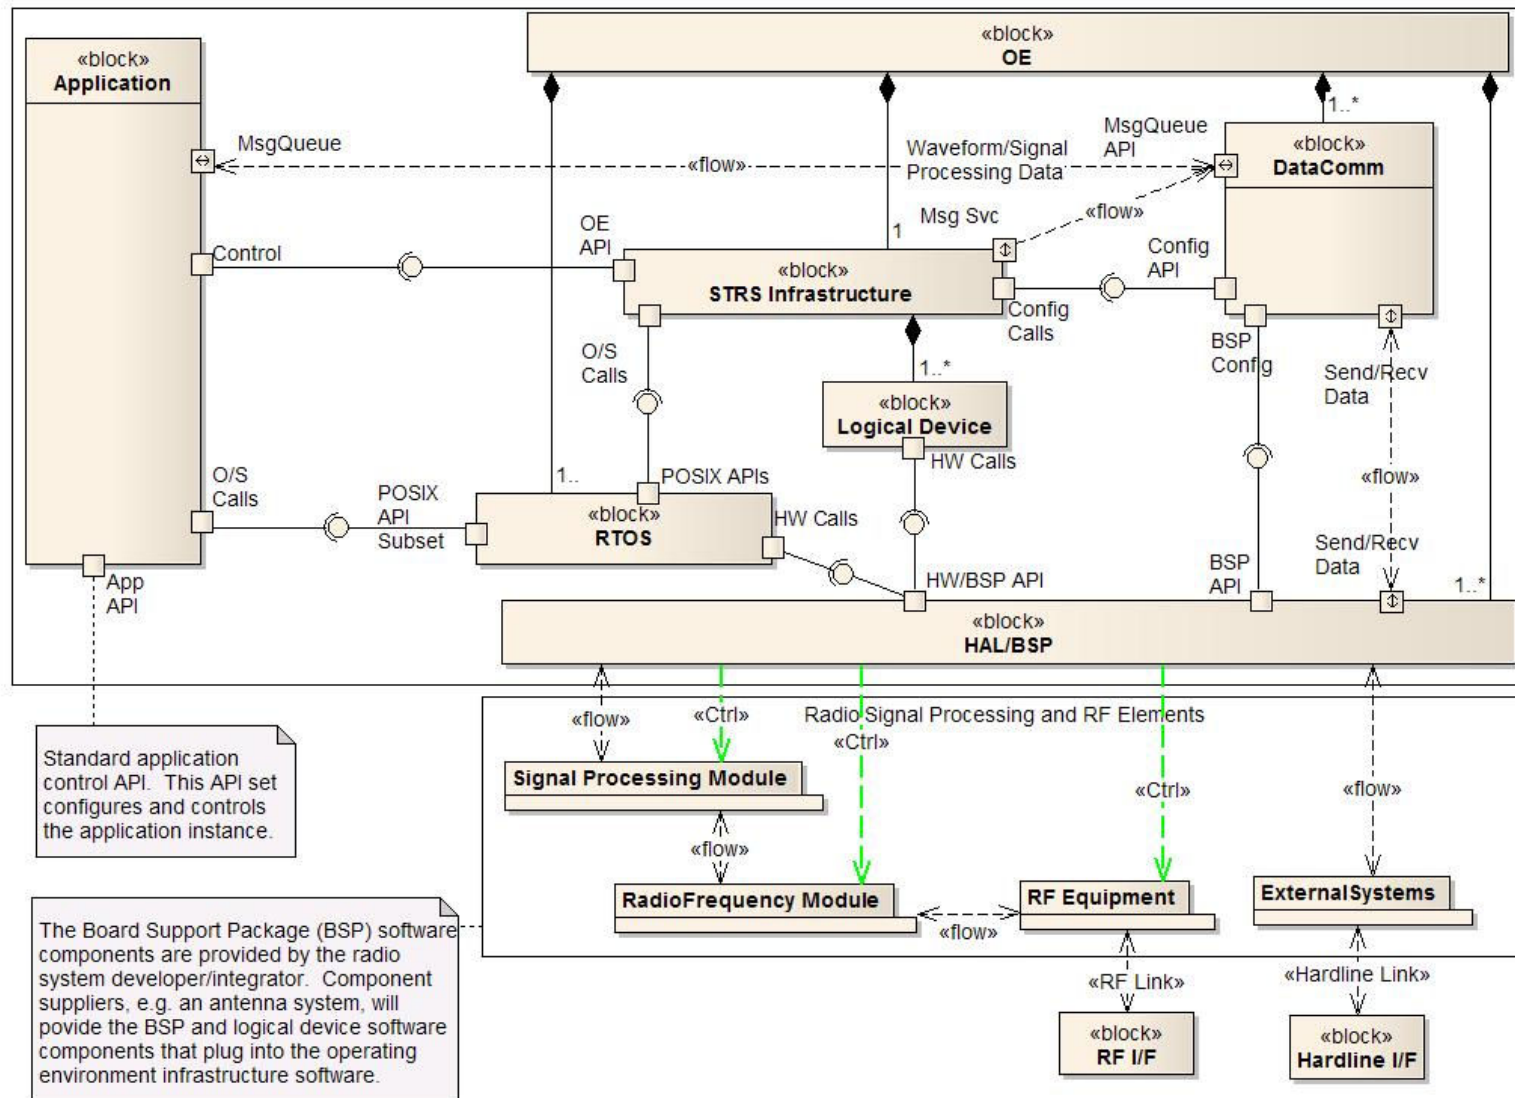 «block»
OE
«block»
Application
1..*
MsgQueue
«flow»
Waveform/Signal
Processing Data
MsgQueue
API
«block»
DataComm
«flow»
Msg Svc
1
Control
OE
API
«block»
STRS Infrastructure
Config
API
Config
Calls
O/S
Calls
1..*
«block»
Logical Device
HW Calls
BSP
Config
Send/Recv
Data
«flow»
O/S
Calls
POSIX
API
Subset
1..
POSIX APIs
«block»
RTOS
HW Calls
HW/BSP API
BSP
API
Send/Recv
Data
1..*
App
API
«block»
HAL/BSP
Radio Signal Processing and RF Elements
«flow»
«Ctrl»
«Ctrl»
«Ctrl»
«flow»
Signal Processing Module
«flow»
RadioFrequency Module
«flow»
RF Equipment
ExternalSystems
«RF Link»
«Hardline Link»
«block»
RF I/F
«block»
Hardline I/F
Standard application
control API.  This API set
configures and controls
the application instance.
The Board Support Package (BSP) software
components are provided by the radio
system developer/integrator.  Component
suppliers, e.g. an antenna system, will
povide the BSP and logical device software
components that plug into the operating
environment infrastructure software.